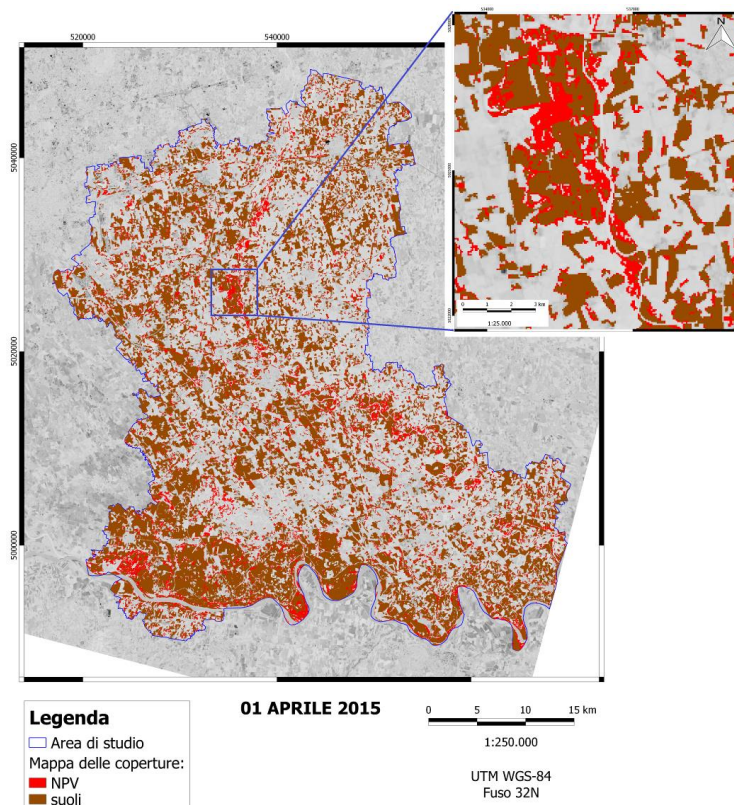 520000
540000
N
5040000
5020000
5000000
0 1 2 3 km
1:25.000
01 APRILE 2015
0 5 10 15 km
1:250.000
UTM WGS-84
Fuso 32N
Legenda
Area di studio
Mappa delle coperture:
NPV
suoli